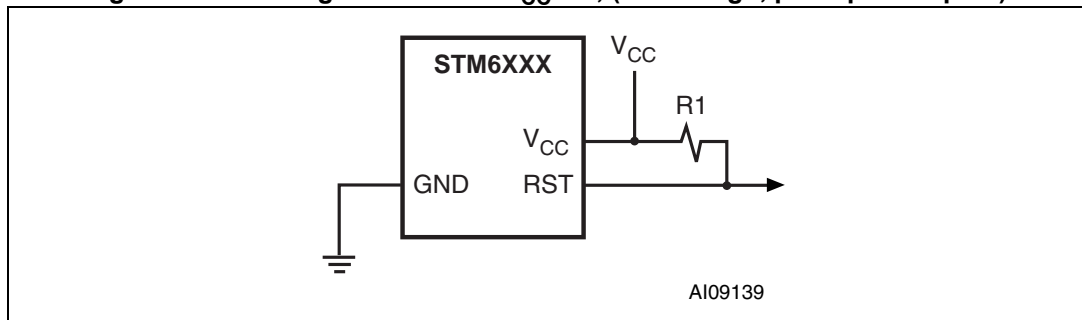 STM6XXX
V_CC
R1
V_CC
GND
RST
AI09139